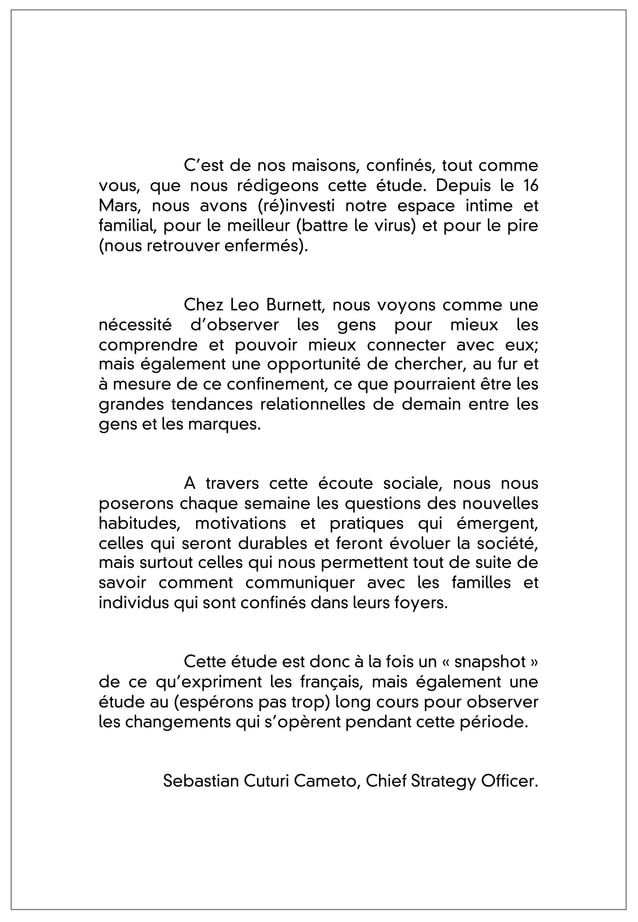 C’est de nos maisons, confinés, tout comme
vous, que nous rédigeons cette étude. Depuis le 16
Mars, nous avons (ré)investi notre espace intime et
familial, pour le meilleur (battre le virus) et pour le pire
(nous retrouver enfermés).
Chez Leo Burnett, nous voyons comme une
nécessité d’observer les gens pour mieux les
comprendre et pouvoir mieux connecter avec eux;
mais également une opportunité de chercher, au fur et
à mesure de ce confinement, ce que pourraient être les
grandes tendances relationnelles de demain entre les
gens et les marques.
A travers cette écoute sociale, nous nous
poserons chaque semaine les questions des nouvelles
habitudes, motivations et pratiques qui émergent,
celles qui seront durables et feront évoluer la société,
mais surtout celles qui nous permettent tout de suite de
savoir comment communiquer avec les familles et
individus qui sont confinés dans leurs foyers.
Cette étude est donc à la fois un « snapshot »
de ce qu’expriment les français, mais également une
étude au (espérons pas trop) long cours pour observer
les changements qui s’opèrent pendant cette période.
Sebastian Cuturi Cameto, Chief Strategy Officer.